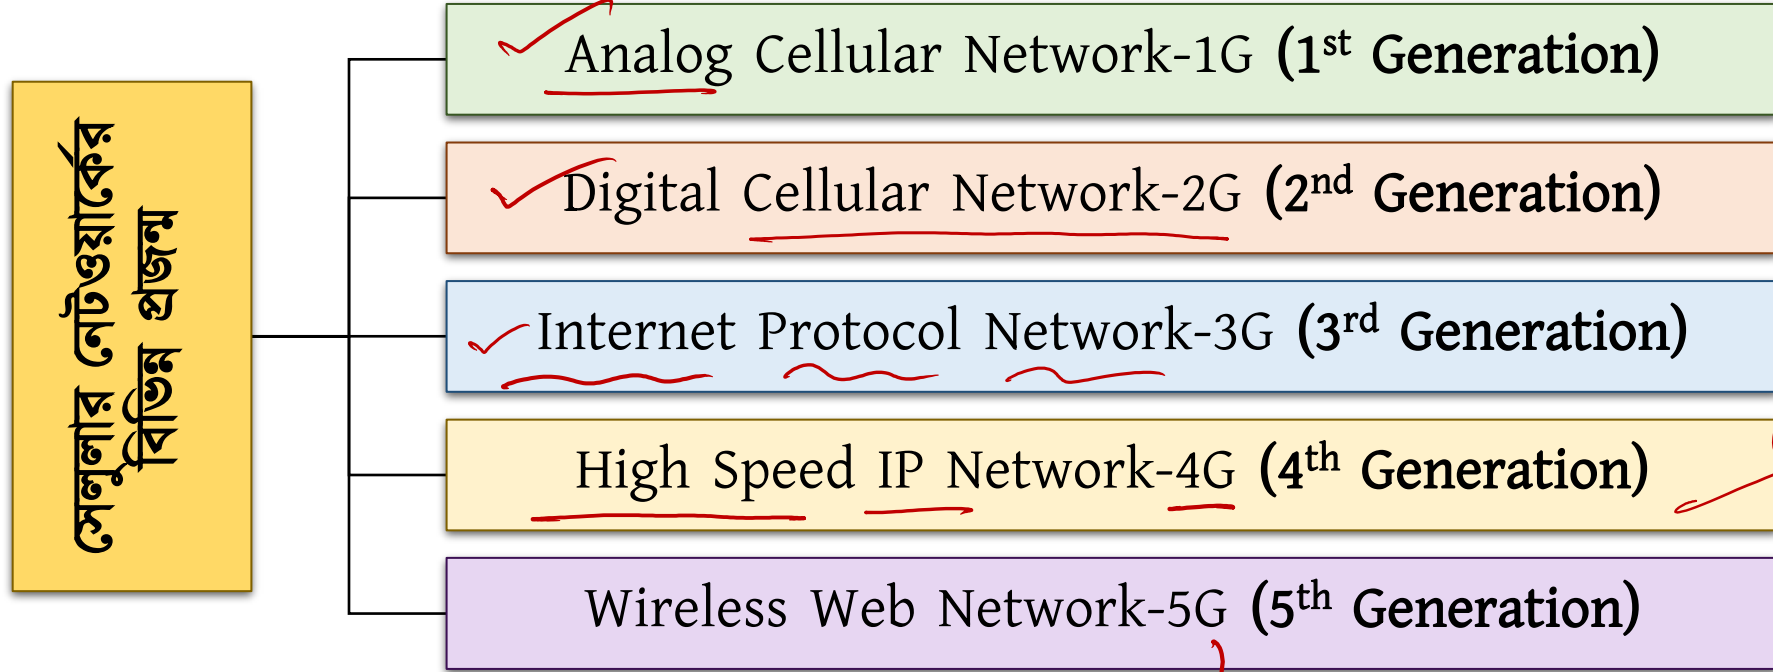 সেলুলার নেটওয়ার্কের
বিভিন্ন প্রজন্ম
Analog Cellular Network-1G (1st Generation)
Digital Cellular Network-2G (2nd Generation)
Internet Protocol Network-3G (3rd Generation)
High Speed IP Network-4G (4th Generation)
Wireless Web Network-5G (5th Generation)